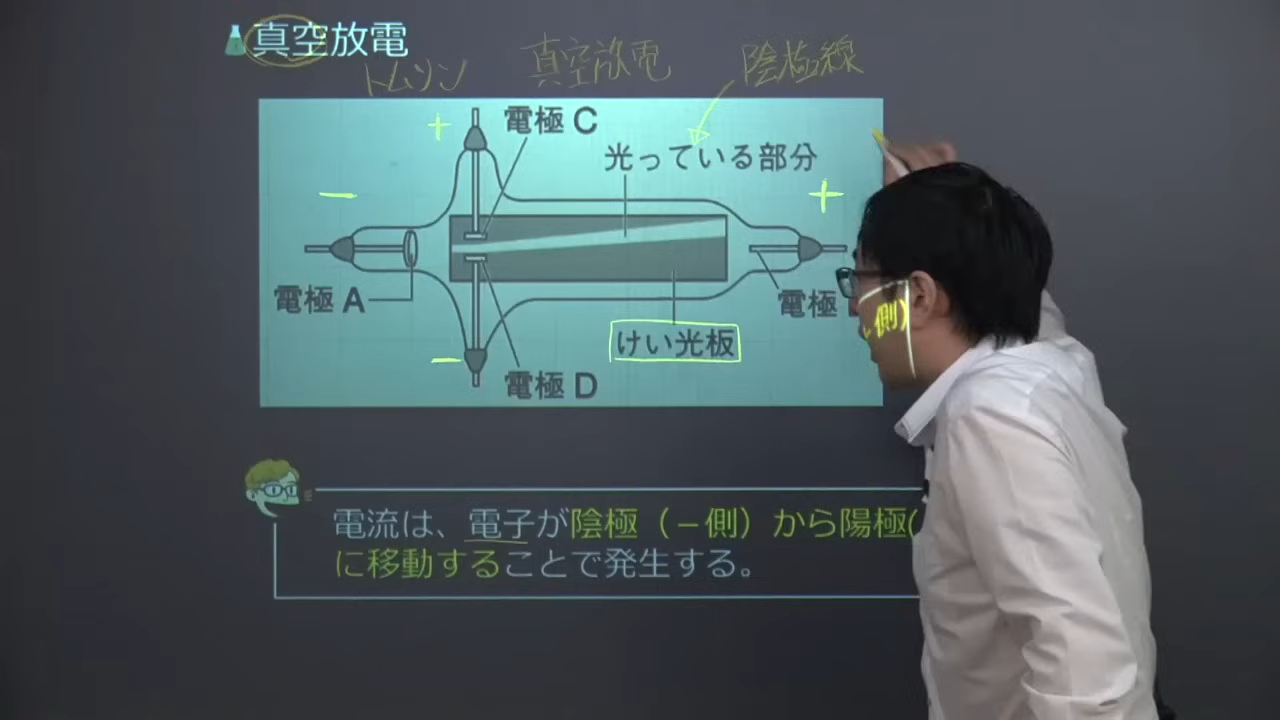 真空放電
トムソン 真空放電 陰極線
+ 電極 C
光っている部分
− +
電極 A 電極
けい光板
−
電極 D
電流は、電子が陰極（−側）から陽極(
側）
に移動することで発生する。